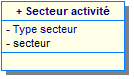 + Secteur activité
- Type secteur
- secteur